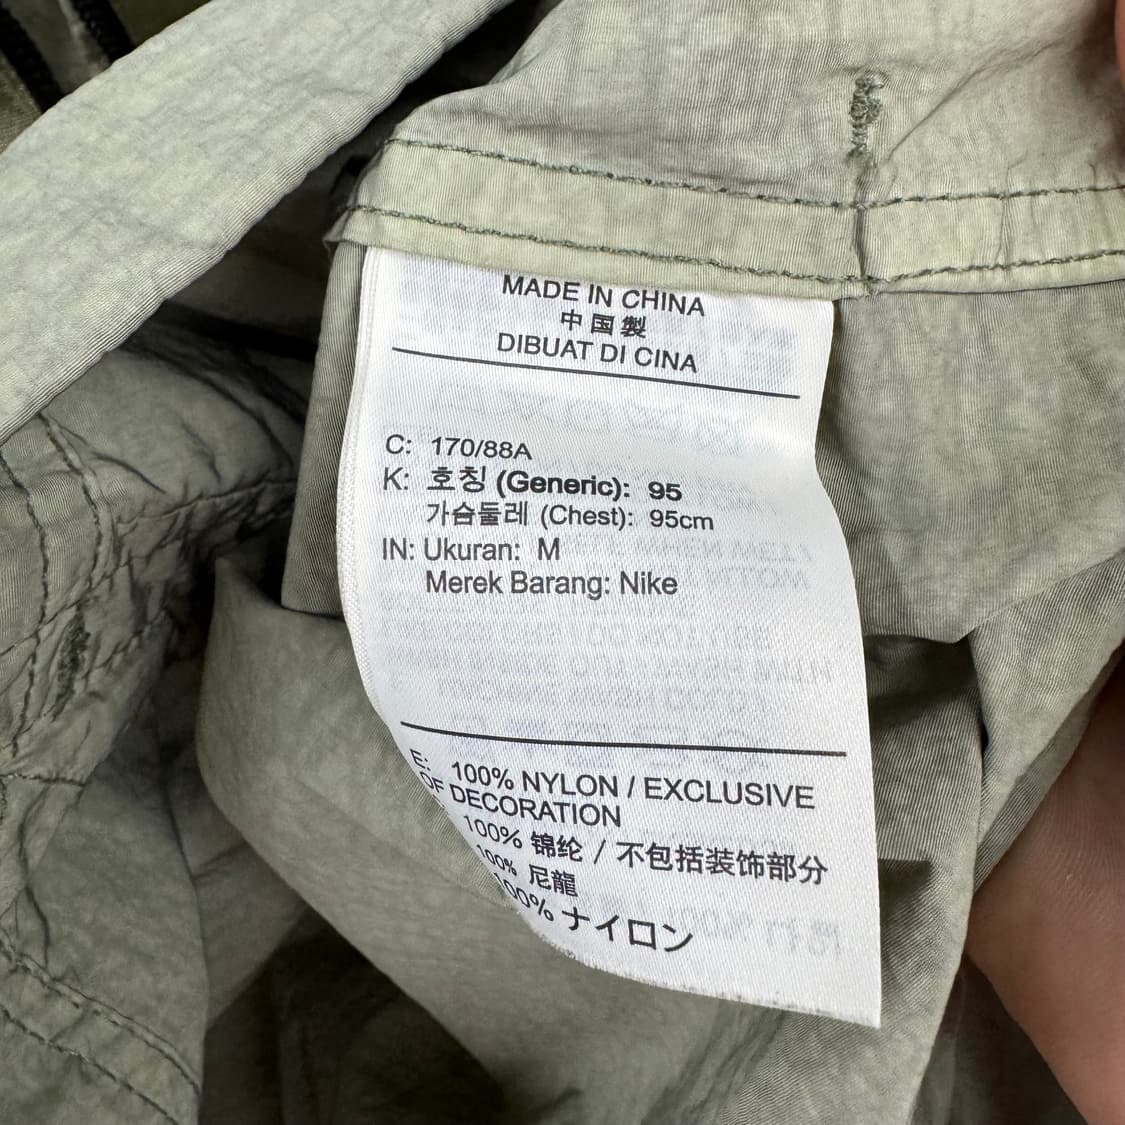 MADE IN CHINA
中国製
DIBUAT DI CINA
C: 170/88A
K: 호칭 (Generic): 95
가슴둘레 (Chest): 95cm
IN: Ukuran: M
Merek Barang: Nike
E: 100% NYLON / EXCLUSIVE
OF DECORATION
100% 锦纶 / 不包括装饰部分
100% 尼龍
100% ナイロン